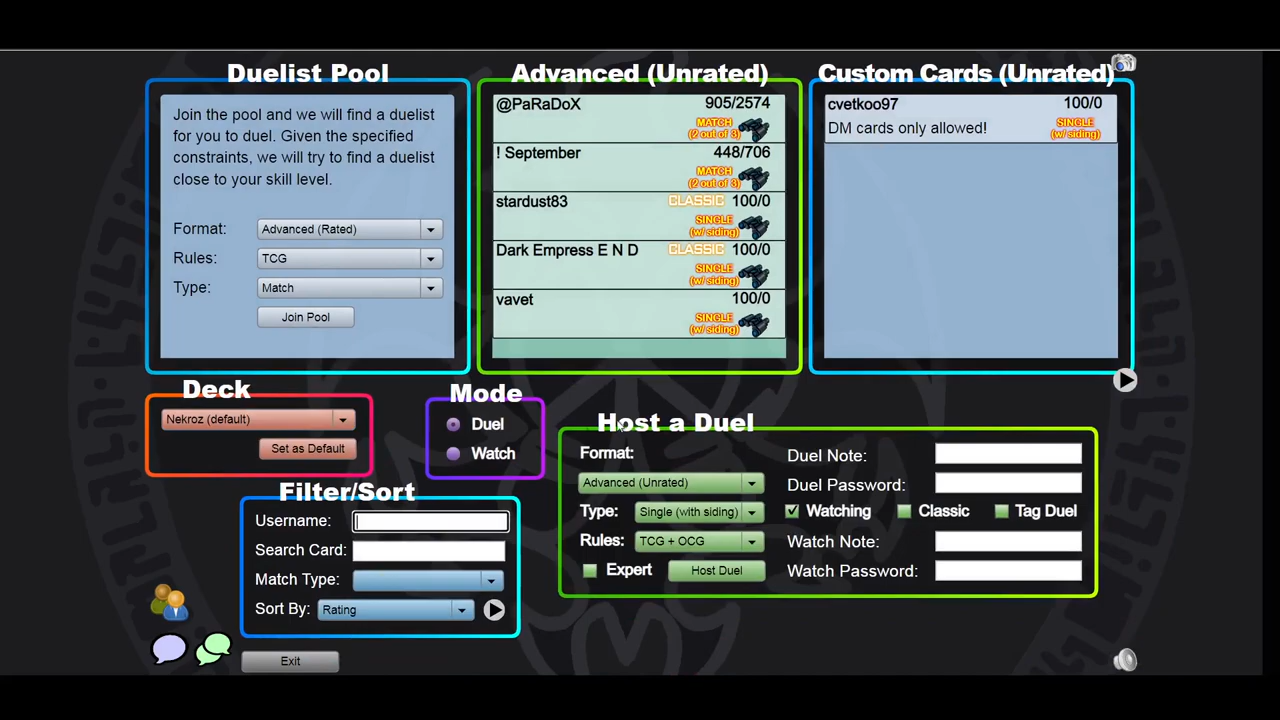 Duelist Pool
Join the pool and we will find a duelist
for you to duel. Given the specified
constraints, we will try to find a duelist
close to your skill level.
Format: Advanced (Rated)
Rules: TCG
Type: Match
Join Pool
Advanced (Unrated)
@PaRaDoX 905/2574
MATCH
(2 out of 3)
! September 448/706
MATCH
(2 out of 3)
stardust83 CLASSIC 100/0
SINGLE
(w/ siding)
Dark Empress E N D CLASSIC 100/0
SINGLE
(w/ siding)
vavet 100/0
SINGLE
(w/ siding)
Custom Cards (Unrated)
cvetkoo97 100/0
DM cards only allowed! SINGLE
(w/ siding)
Deck
Nekroz (default)
Set as Default
Mode
Duel
Watch
Filter/Sort
Username:
Search Card:
Match Type:
Sort By: Rating
Host a Duel
Format:
Advanced (Unrated)
Type: Single (with siding)
Rules: TCG + OCG
Expert Host Duel
Duel Note:
Duel Password:
Watching Classic Tag Duel
Watch Note:
Watch Password:
Exit